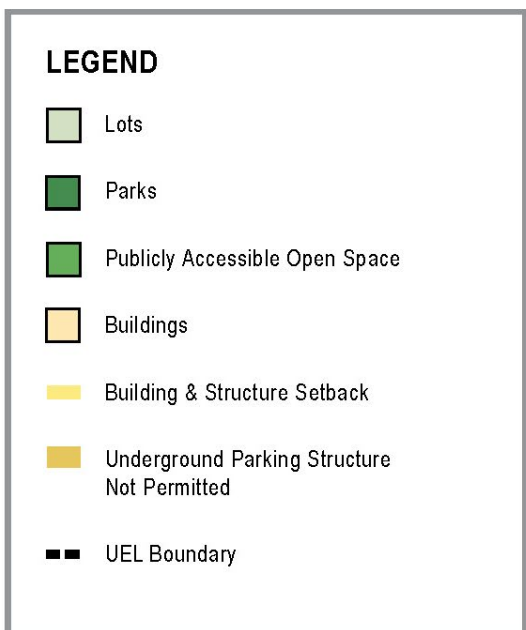 LEGEND
Lots
Parks
Publicly Accessible Open Space
Buildings
Building & Structure Setback
Underground Parking Structure
Not Permitted
UEL Boundary